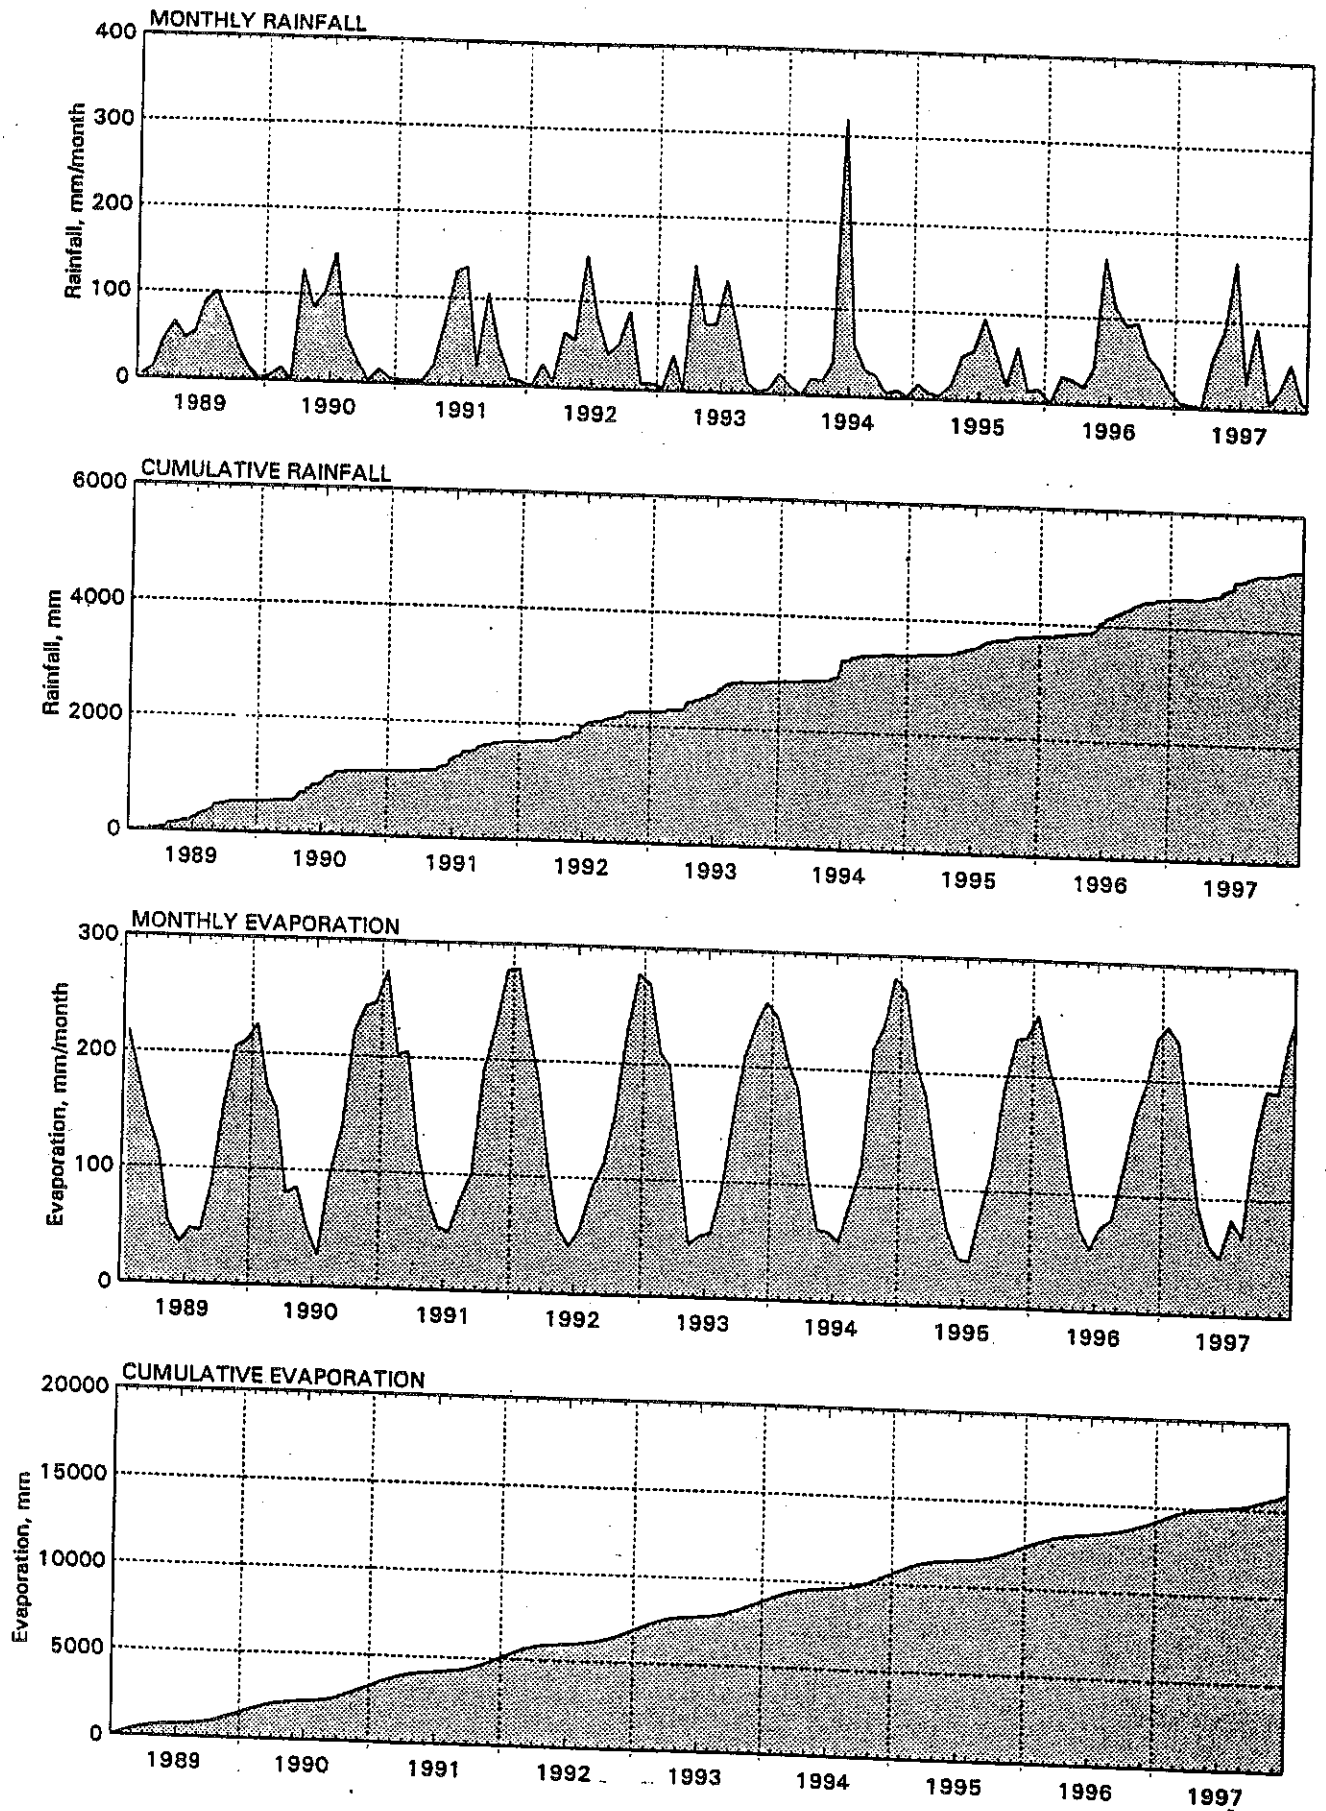 MONTHLY RAINFALL
400
300
200
100
0
Rainfall, mm/month
1989 1990 1991 1992 1993 1994 1995 1996 1997
CUMULATIVE RAINFALL
6000
4000
2000
0
Rainfall, mm
1989 1990 1991 1992 1993 1994 1995 1996 1997
MONTHLY EVAPORATION
300
200
100
0
Evaporation, mm/month
1989 1990 1991 1992 1993 1994 1995 1996 1997
CUMULATIVE EVAPORATION
20000
15000
10000
5000
0
Evaporation, mm
1989 1990 1991 1992 1993 1994 1995 1996 1997